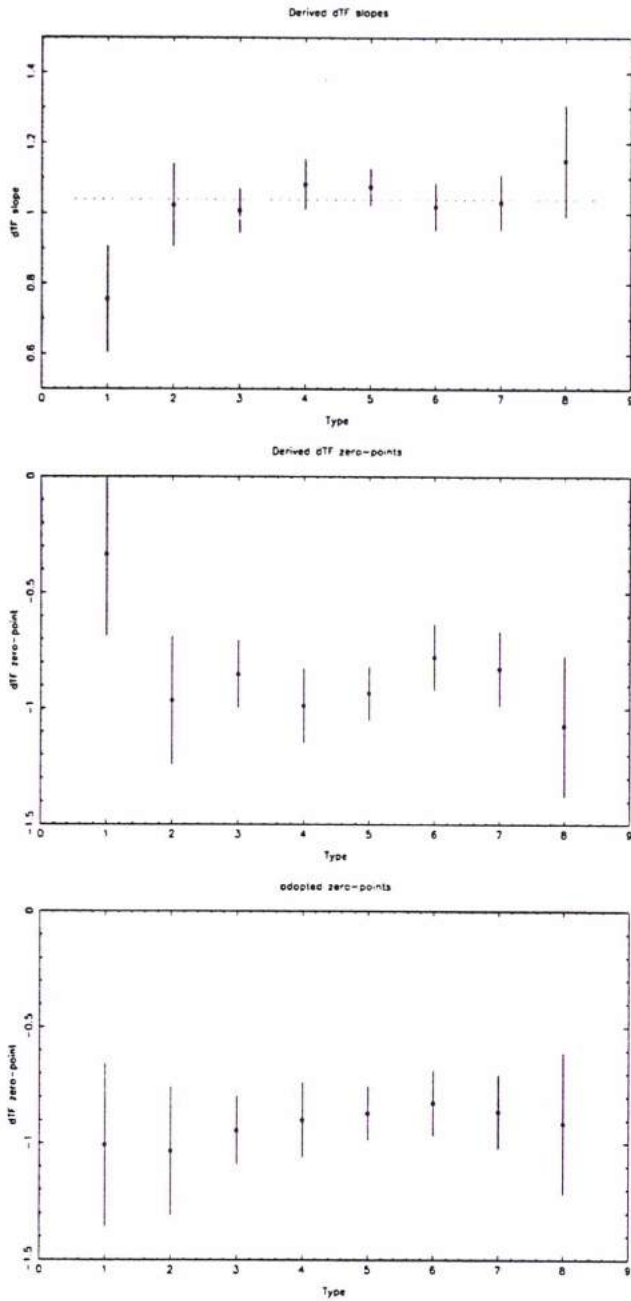 Derived dTF slopes
1.4
1.2
1
0.8
0.6
dTF slope
0 1 2 3 4 5 6 7 8 9
Type
Derived dTF zero-points
0
-0.5
-1
-1.5
dTF zero-point
0 1 2 3 4 5 6 7 8 9
Type
adopted zero-points
0
-0.5
-1
-1.5
dTF zero-point
0 1 2 3 4 5 6 7 8 9
Type